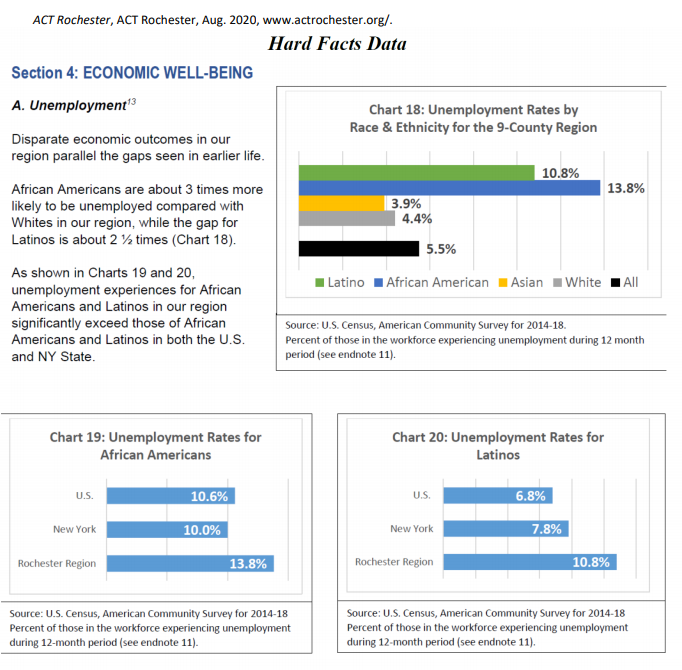 ACT Rochester, ACT Rochester, Aug. 2020, www.actrochester.org/.
Hard Facts Data
Section 4: ECONOMIC WELL-BEING
A. Unemployment13
Disparate economic outcomes in our
region parallel the gaps seen in earlier life.
African Americans are about 3 times more
likely to be unemployed compared with
Whites in our region, while the gap for
Latinos is about 2 ½ times (Chart 18).
As shown in Charts 19 and 20,
unemployment experiences for African
Americans and Latinos in our region
significantly exceed those of African
Americans and Latinos in both the U.S.
and NY State.
Chart 18: Unemployment Rates by
Race & Ethnicity for the 9-County Region
10.8%
13.8%
3.9%
4.4%
5.5%
Latino African American Asian White All
Source: U.S. Census, American Community Survey for 2014-18.
Percent of those in the workforce experiencing unemployment during 12 month
period (see endnote 11).
Chart 19: Unemployment Rates for
African Americans
U.S. 10.6%
New York 10.0%
Rochester Region 13.8%
Source: U.S. Census, American Community Survey for 2014-18
Percent of those in the workforce experiencing unemployment
during 12-month period (see endnote 11).
Chart 20: Unemployment Rates for
Latinos
U.S. 6.8%
New York 7.8%
Rochester Region 10.8%
Source: U.S. Census, American Community Survey for 2014-18
Percent of those in the workforce experiencing unemployment
during 12-month period (see endnote 11).